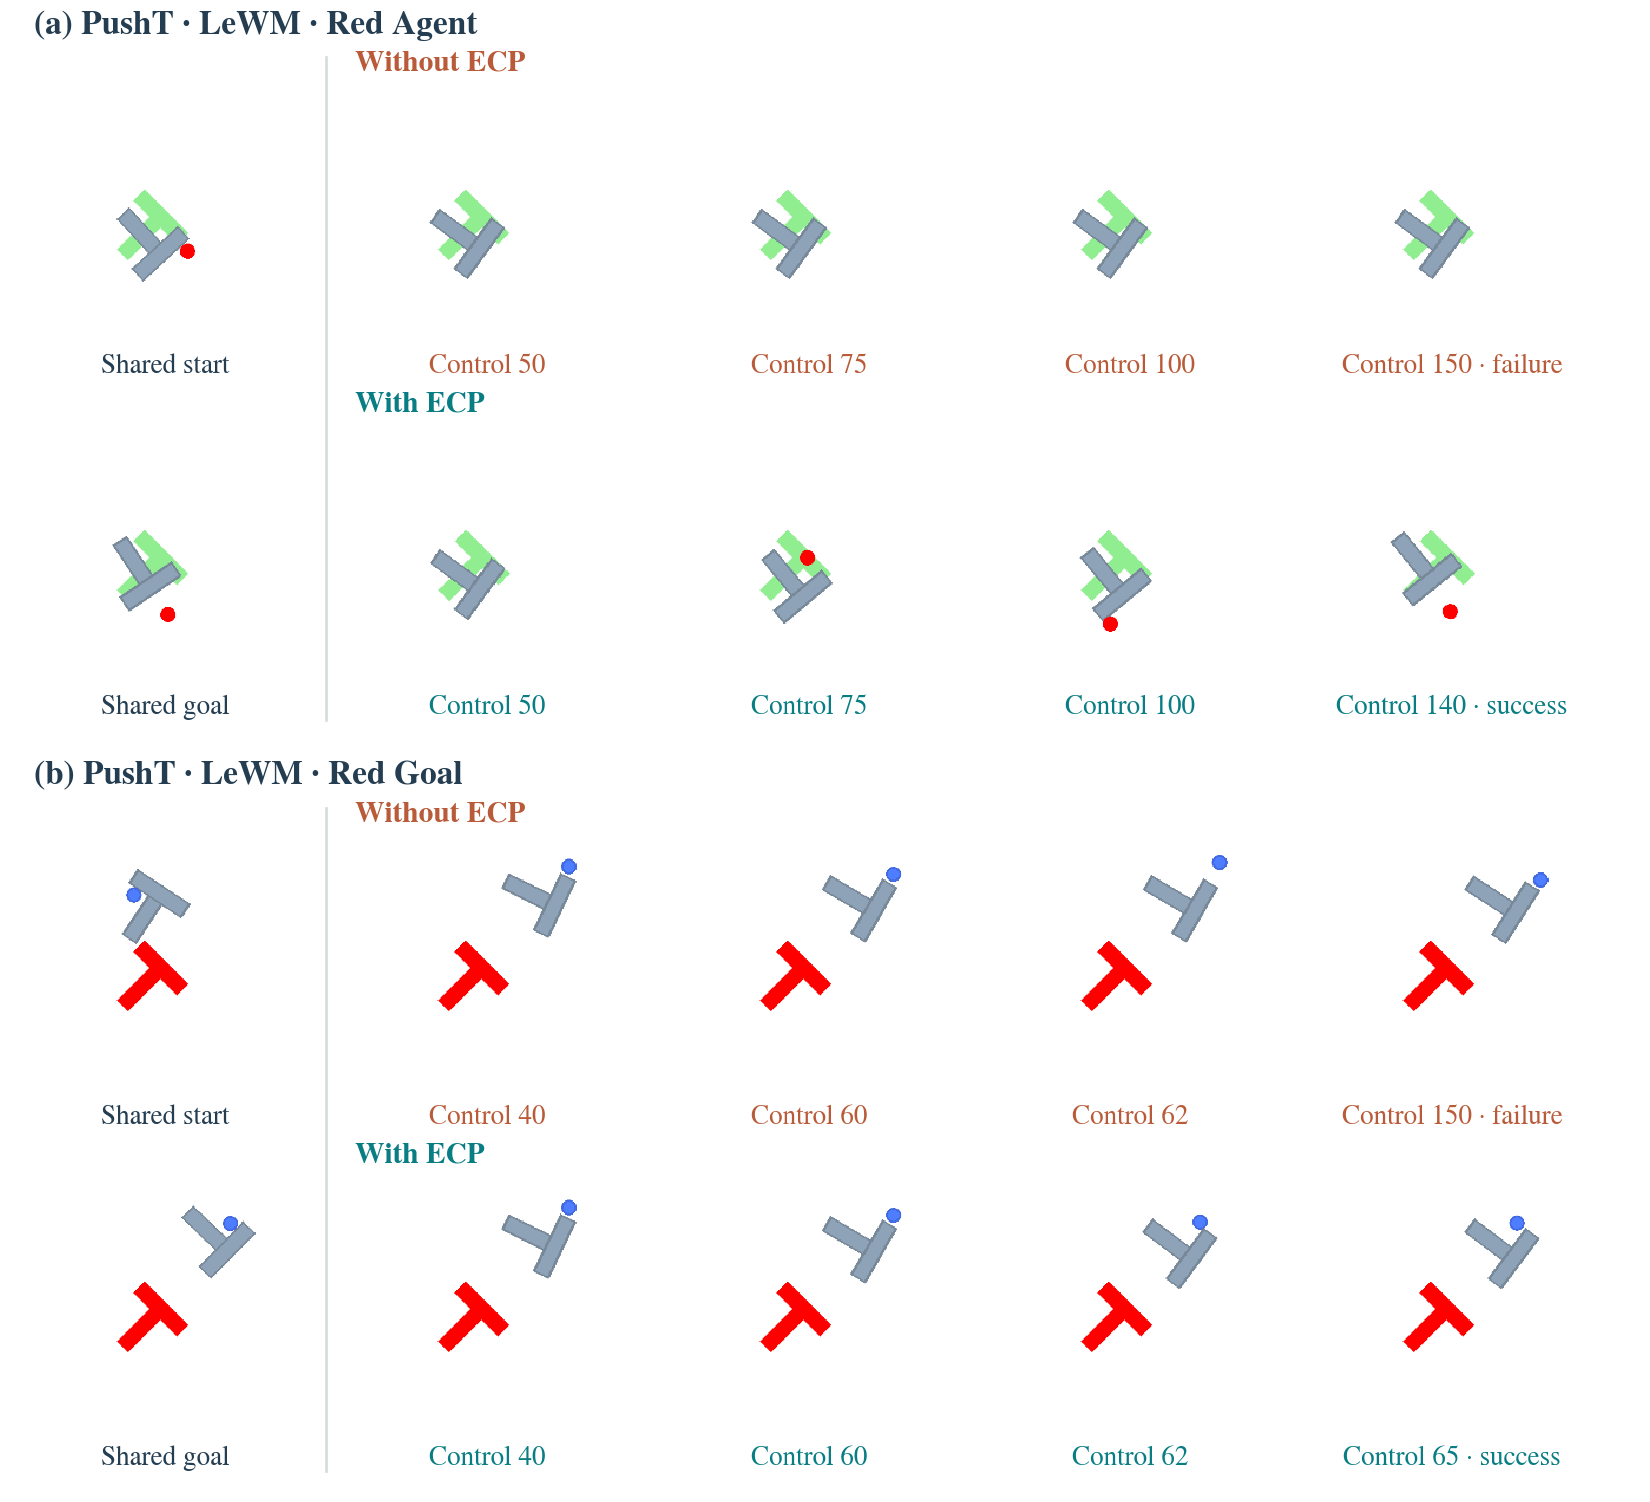 (a) PushT · LeWM · Red Agent
Without ECP
Shared start
Control 50
Control 75
Control 100
Control 150 · failure
With ECP
Shared goal
Control 50
Control 75
Control 100
Control 140 · success
(b) PushT · LeWM · Red Goal
Without ECP
Shared start
Control 40
Control 60
Control 62
Control 150 · failure
With ECP
Shared goal
Control 40
Control 60
Control 62
Control 65 · success